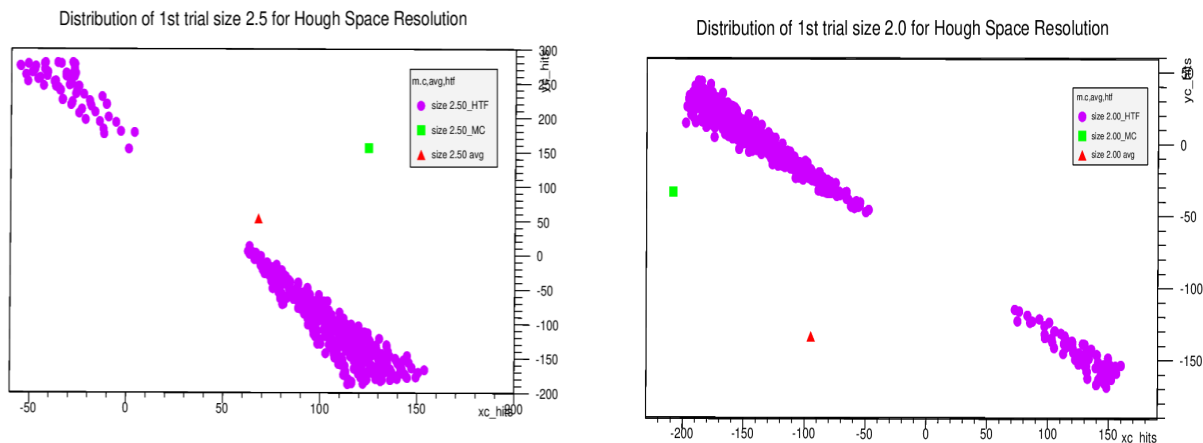 Distribution of 1st trial size 2.5 for Hough Space Resolution
m.c,avg,htf
size 2.50_HTF
size 2.50_MC
size 2.50 avg
300
250
200
150
100
50
0
-50
-100
-150
-200
-50
0
50
100
150
xc_hits
Distribution of 1st trial size 2.0 for Hough Space Resolution
m.c,avg,htf
size 2.00_HTF
size 2.00_MC
size 2.00 avg
50
yc_hits
0
-50
-100
-150
-200
-150
-100
-50
0
50
100
150
xc_hits